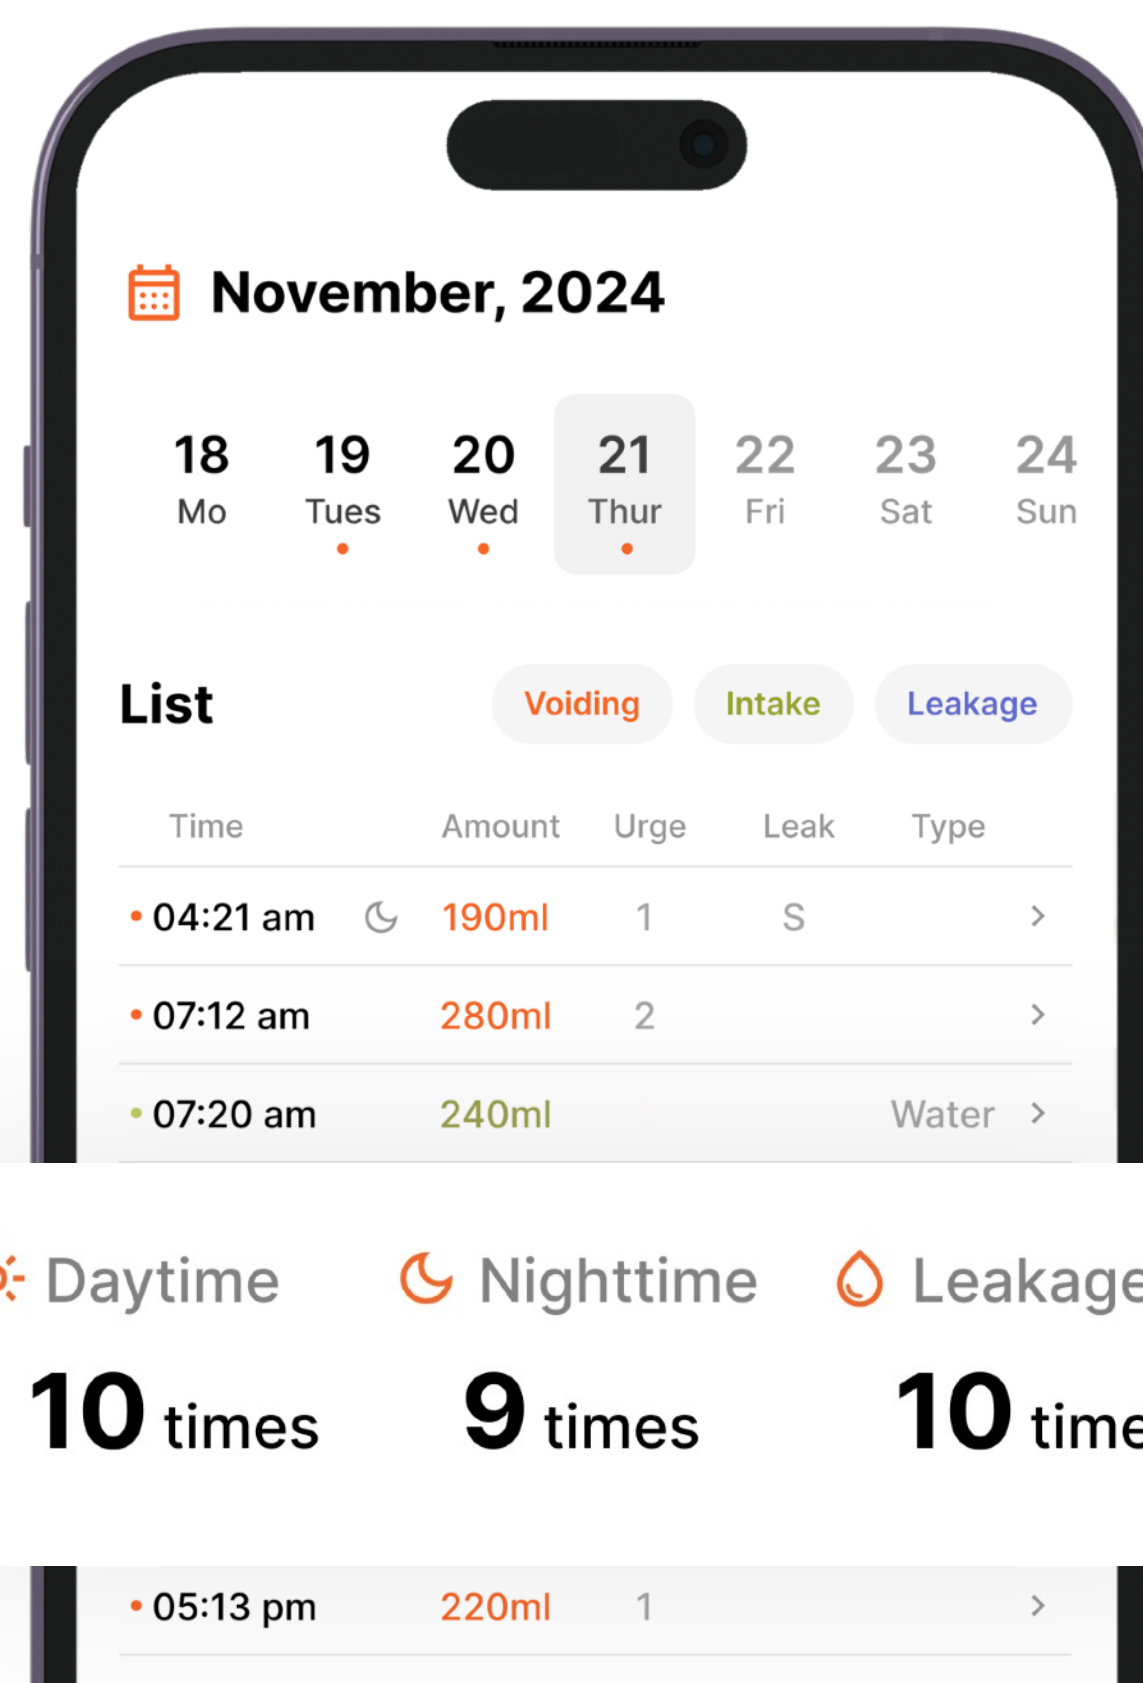 November, 2024
18 19 20 21 22 23 24
Mo Tues Wed Thur Fri Sat Sun
List Voiding Intake Leakage
Time Amount Urge Leak Type
04:21 am 190ml 1 S
07:12 am 280ml 2
07:20 am 240ml Water
Daytime Nighttime Leakage
10 times 9 times 10 time
05:13 pm 220ml 1